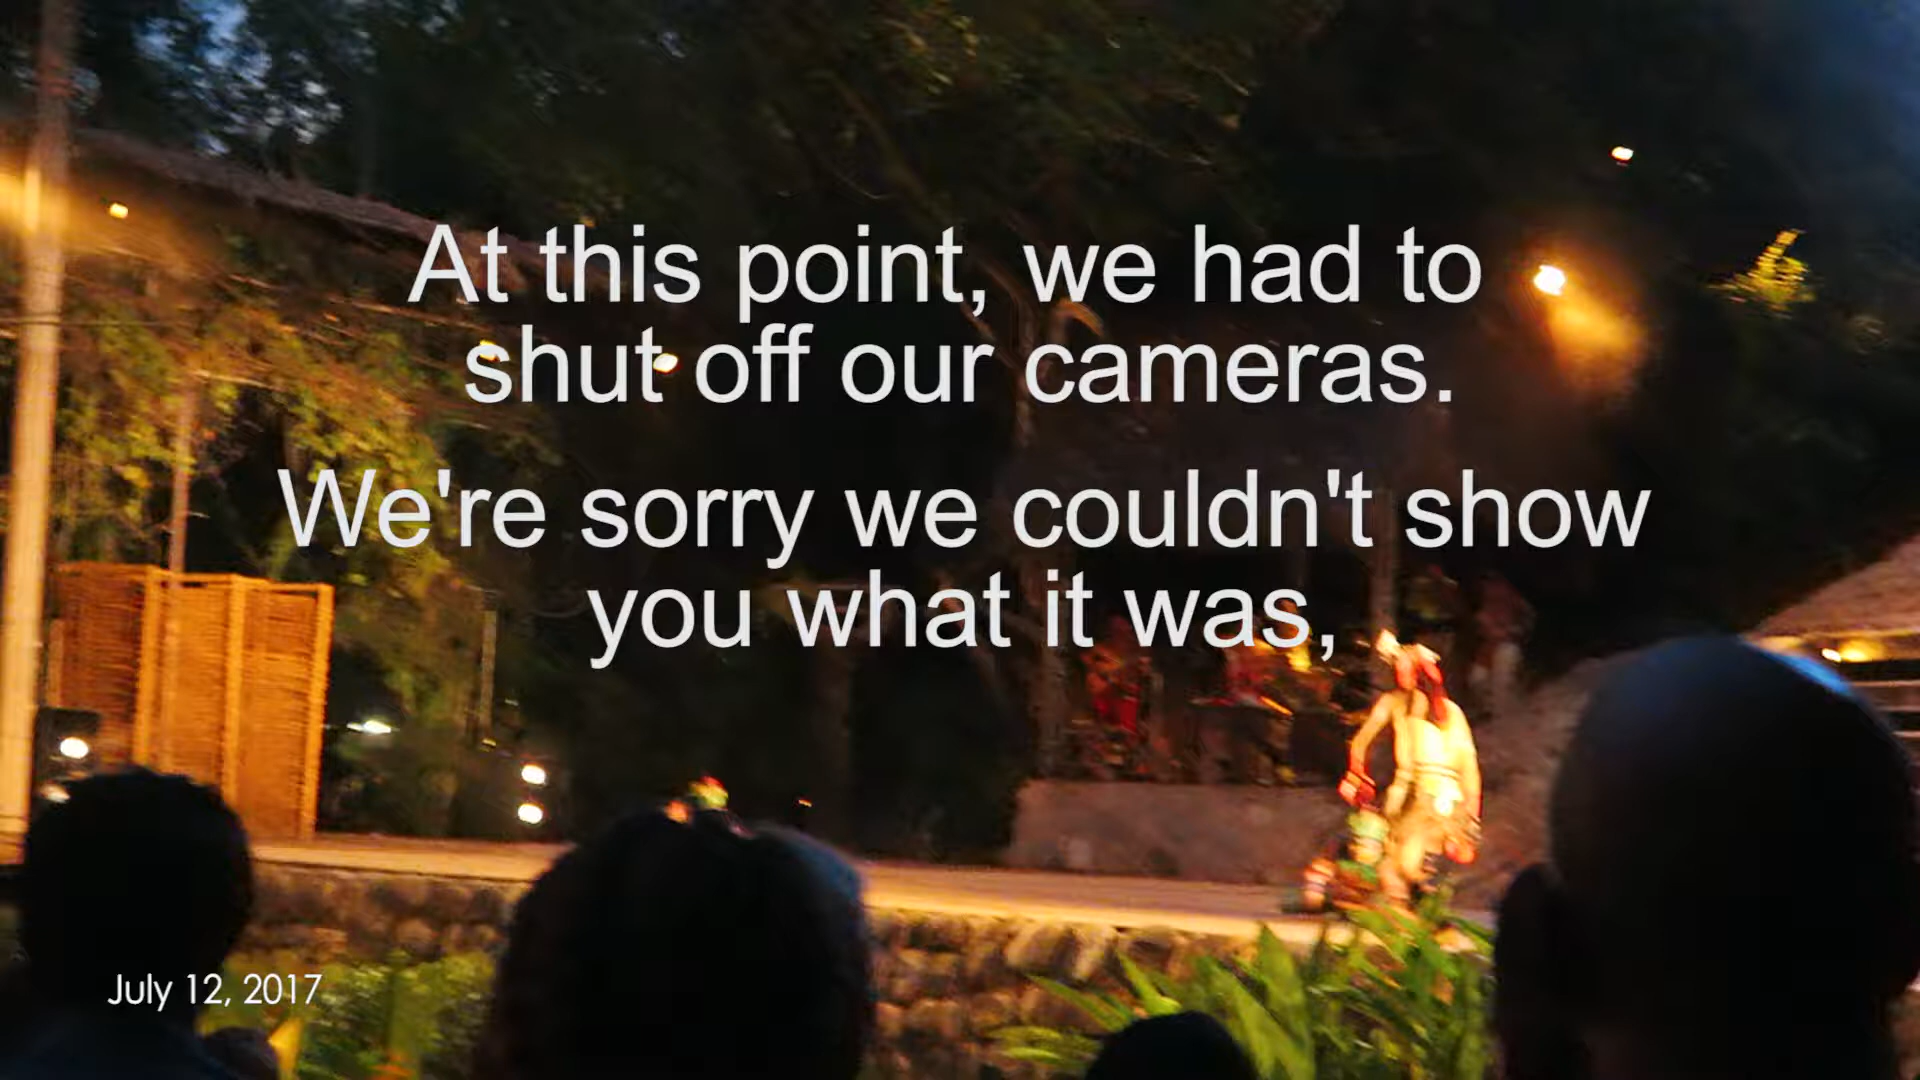 At this point, we had to
shut off our cameras.
We're sorry we couldn't show
you what it was,
July 12, 2017